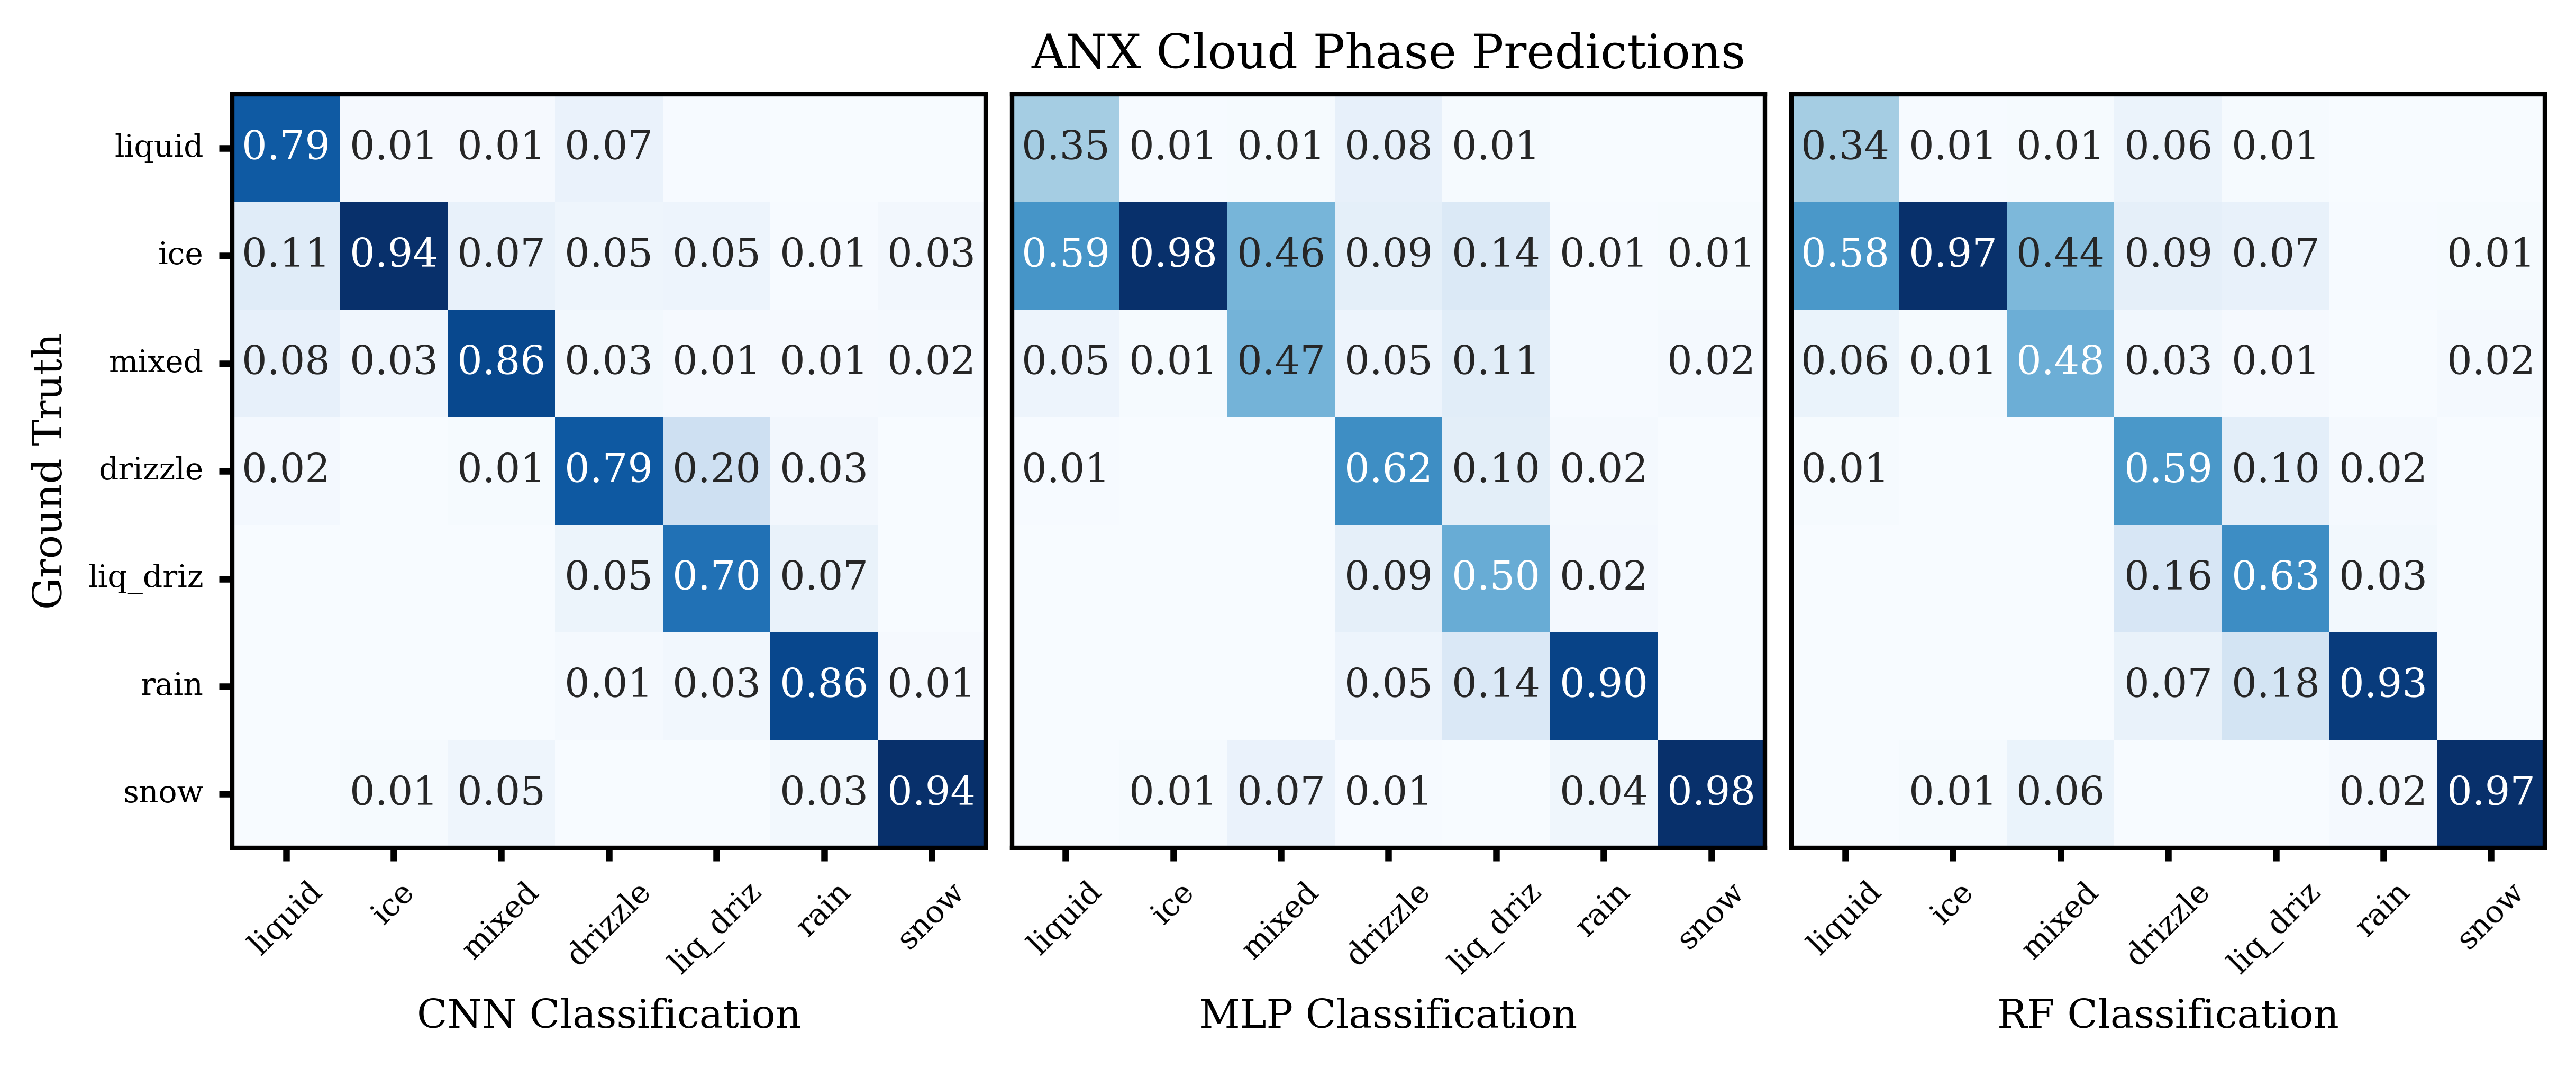 ANX Cloud Phase Predictions
Ground Truth
liquid 0.79 0.01 0.01 0.07 0.35 0.01 0.01 0.08 0.01 0.34 0.01 0.01 0.06 0.01
ice 0.11 0.94 0.07 0.05 0.05 0.01 0.03 0.59 0.98 0.46 0.09 0.14 0.01 0.01 0.58 0.97 0.44 0.09 0.07 0.01
mixed 0.08 0.03 0.86 0.03 0.01 0.01 0.02 0.05 0.01 0.47 0.05 0.11 0.02 0.06 0.01 0.48 0.03 0.01 0.02
drizzle 0.02 0.01 0.79 0.20 0.03 0.01 0.62 0.10 0.02 0.01 0.59 0.10 0.02
liq_driz 0.05 0.70 0.07 0.09 0.50 0.02 0.16 0.63 0.03
rain 0.01 0.03 0.86 0.01 0.05 0.14 0.90 0.07 0.18 0.93
snow 0.01 0.05 0.03 0.94 0.01 0.07 0.01 0.04 0.98 0.01 0.06 0.02 0.97
liquid ice mixed drizzle liq_driz rain snow liquid ice mixed drizzle liq_driz rain snow liquid ice mixed drizzle liq_driz rain snow
CNN Classification MLP Classification RF Classification